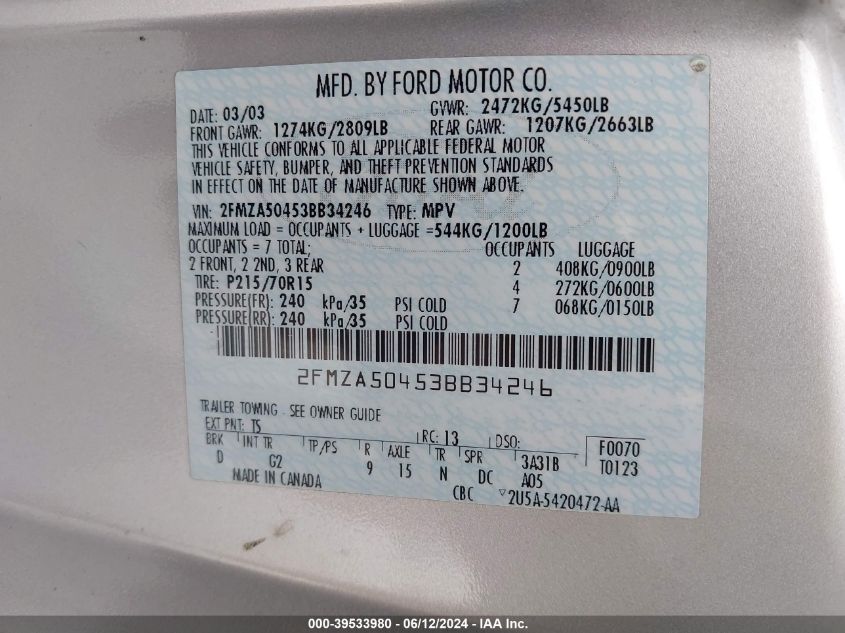 MFD. BY FORD MOTOR CO.
DATE: 03/03 GVWR: 2472KG/5450LB
FRONT GAWR: 1274KG/2809LB REAR GAWR: 1207KG/2663LB
THIS VEHICLE CONFORMS TO ALL APPLICABLE FEDERAL MOTOR
VEHICLE SAFETY, BUMPER, AND THEFT PREVENTION STANDARDS
IN EFFECT ON THE DATE OF MANUFACTURE SHOWN ABOVE.
VIN: 2FMZA50453BB34246 TYPE: MPV
MAXIMUM LOAD = OCCUPANTS + LUGGAGE =544KG/1200LB
OCCUPANTS = 7 TOTAL; OCCUPANTS LUGGAGE
2 FRONT, 2 2ND, 3 REAR 2 408KG/0900LB
TIRE: P215/70R15 4 272KG/0600LB
PRESSURE(FR): 240 kPa/35 PSI COLD 7 068KG/0150LB
PRESSURE(RR): 240 kPa/35 PSI COLD
2FMZA50453BB34246
TRAILER TOWING - SEE OWNER GUIDE
EXT PNT: TS RC: 13 DSO: F0070
BRK INT TR TP/PS R AXLE TR SPR 3A31B T0123
D G2 9 15 N DC A05
MADE IN CANADA CBC 2U5A-5420472-AA
000-39533980 - 06/12/2024 - IAA Inc.